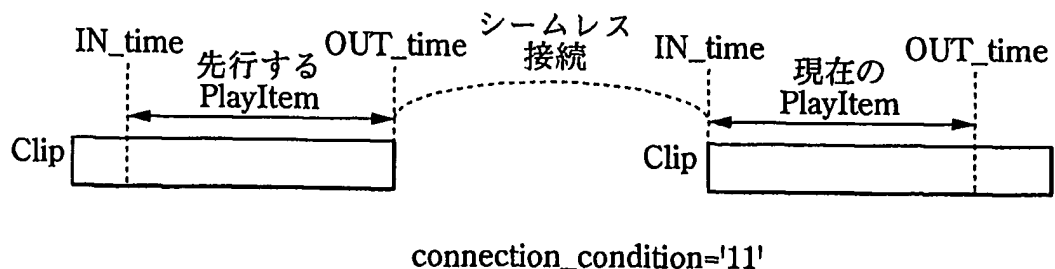 IN_time
先行する
PlayItem
OUT_time
シームレス
接続
IN_time
現在の
PlayItem
OUT_time
Clip
Clip
connection_condition='11'